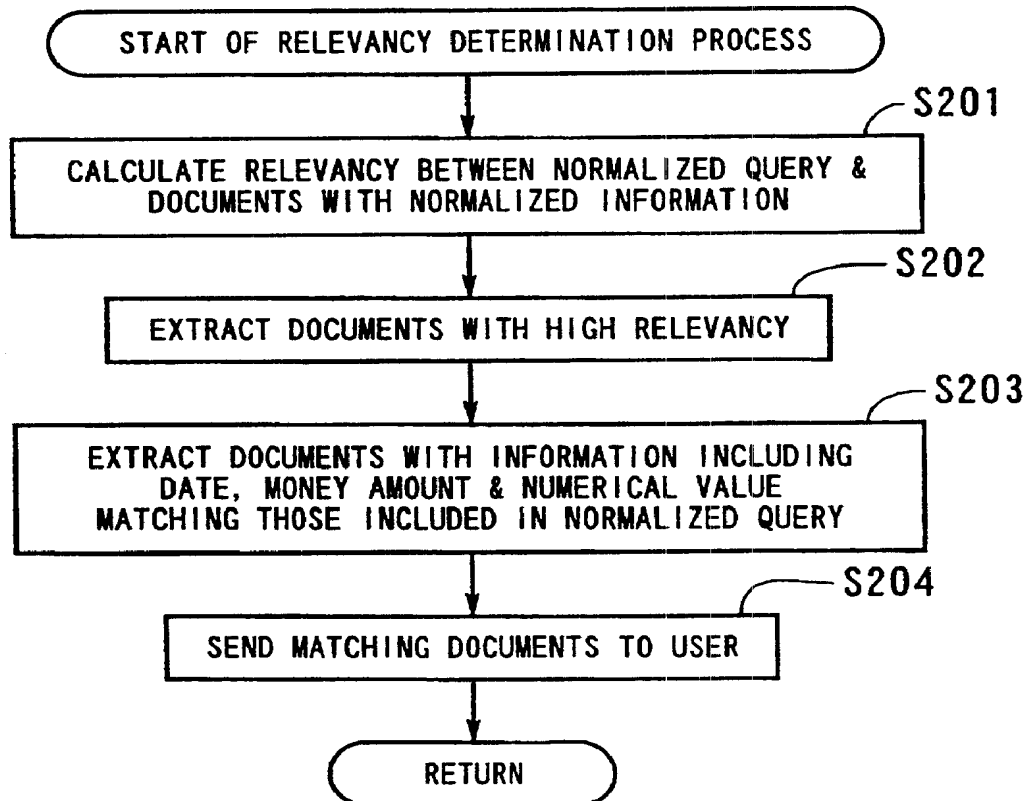 START OF RELEVANCY DETERMINATION PROCESS
S201
CALCULATE RELEVANCY BETWEEN NORMALIZED QUERY &
DOCUMENTS WITH NORMALIZED INFORMATION
S202
EXTRACT DOCUMENTS WITH HIGH RELEVANCY
S203
EXTRACT DOCUMENTS WITH INFORMATION INCLUDING
DATE, MONEY AMOUNT & NUMERICAL VALUE
MATCHING THOSE INCLUDED IN NORMALIZED QUERY
S204
SEND MATCHING DOCUMENTS TO USER
RETURN